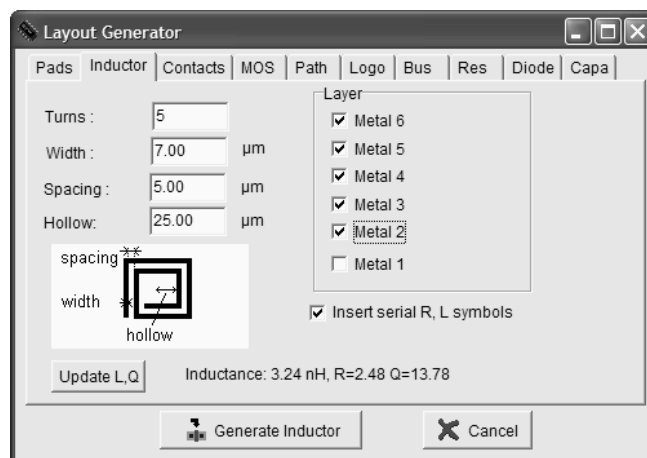 Layout Generator
Pads Inductor Contacts MOS Path Logo Bus Res Diode Capa
Turns : 5
Width : 7.00 μm
Spacing : 5.00 μm
Hollow: 25.00 μm
Layer
Metal 6
Metal 5
Metal 4
Metal 3
Metal 2
Metal 1
spacing
width
hollow
Insert serial R, L symbols
Update L,Q
Inductance: 3.24 nH, R=2.48 Q=13.78
Generate Inductor
Cancel